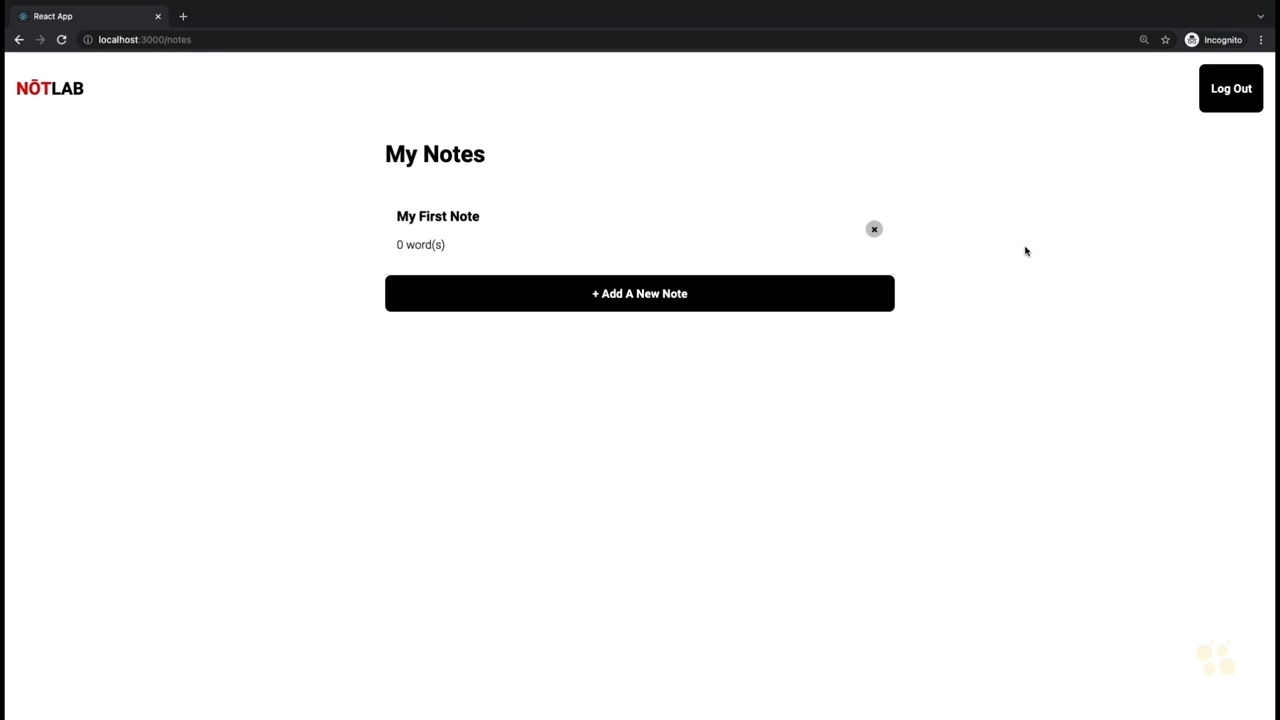 React App
localhost:3000/notes
Incognito
NŌTLAB
Log Out
My Notes
My First Note
0 word(s)
+ Add A New Note